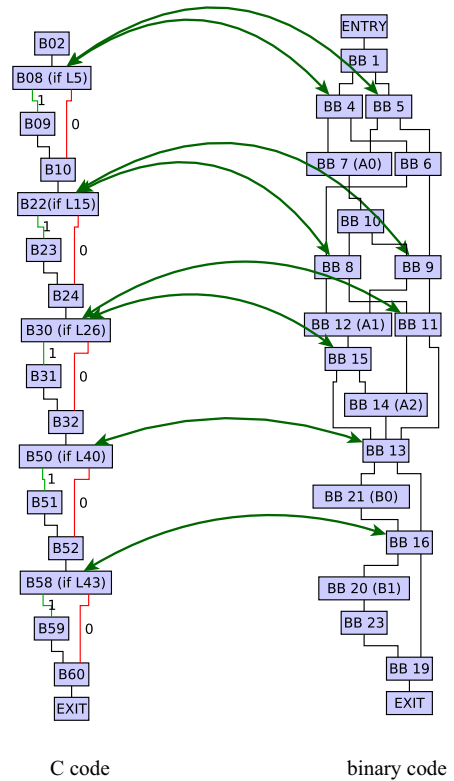 B02
B08 (if L5)
1
0
B09
B10
B22(if L15)
1
0
B23
B24
B30 (if L26)
1
0
B31
B32
B50 (if L40)
1
0
B51
B52
B58 (if L43)
1
0
B59
B60
EXIT
C code
ENTRY
BB 1
BB 4 BB 5
BB 7 (A0) BB 6
BB 10
BB 8 BB 9
BB 12 (A1) BB 11
BB 15
BB 14 (A2)
BB 13
BB 21 (B0)
BB 16
BB 20 (B1)
BB 23
BB 19
EXIT
binary code